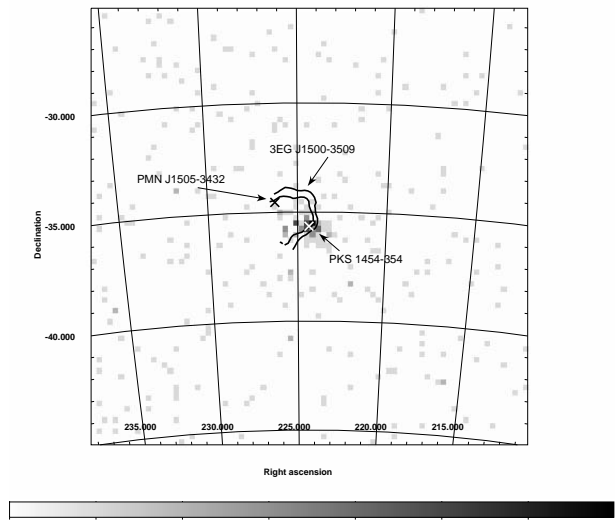 -30.000
3EG J1500-3509
PMN J1505-3432
-35.000
Declination
PKS 1454-354
-40.000
235.000 230.000 225.000 220.000 215.000
Right ascension